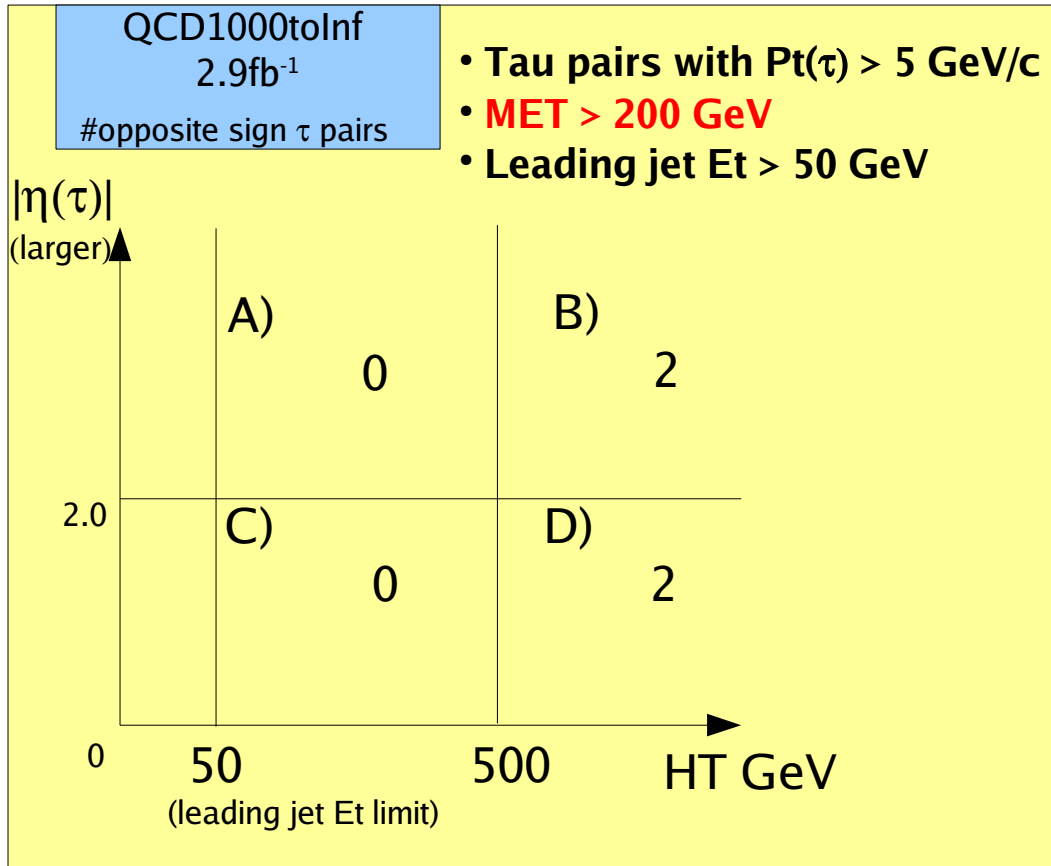 QCD1000toInf
2.9fb⁻¹
#opposite sign τ pairs
• Tau pairs with Pt(τ) > 5 GeV/c
• MET > 200 GeV
• Leading jet Et > 50 GeV
|η(τ)|
(larger)
A)
B)
0
2
2.0
C)
D)
0
2
0
50
500
HT GeV
(leading jet Et limit)